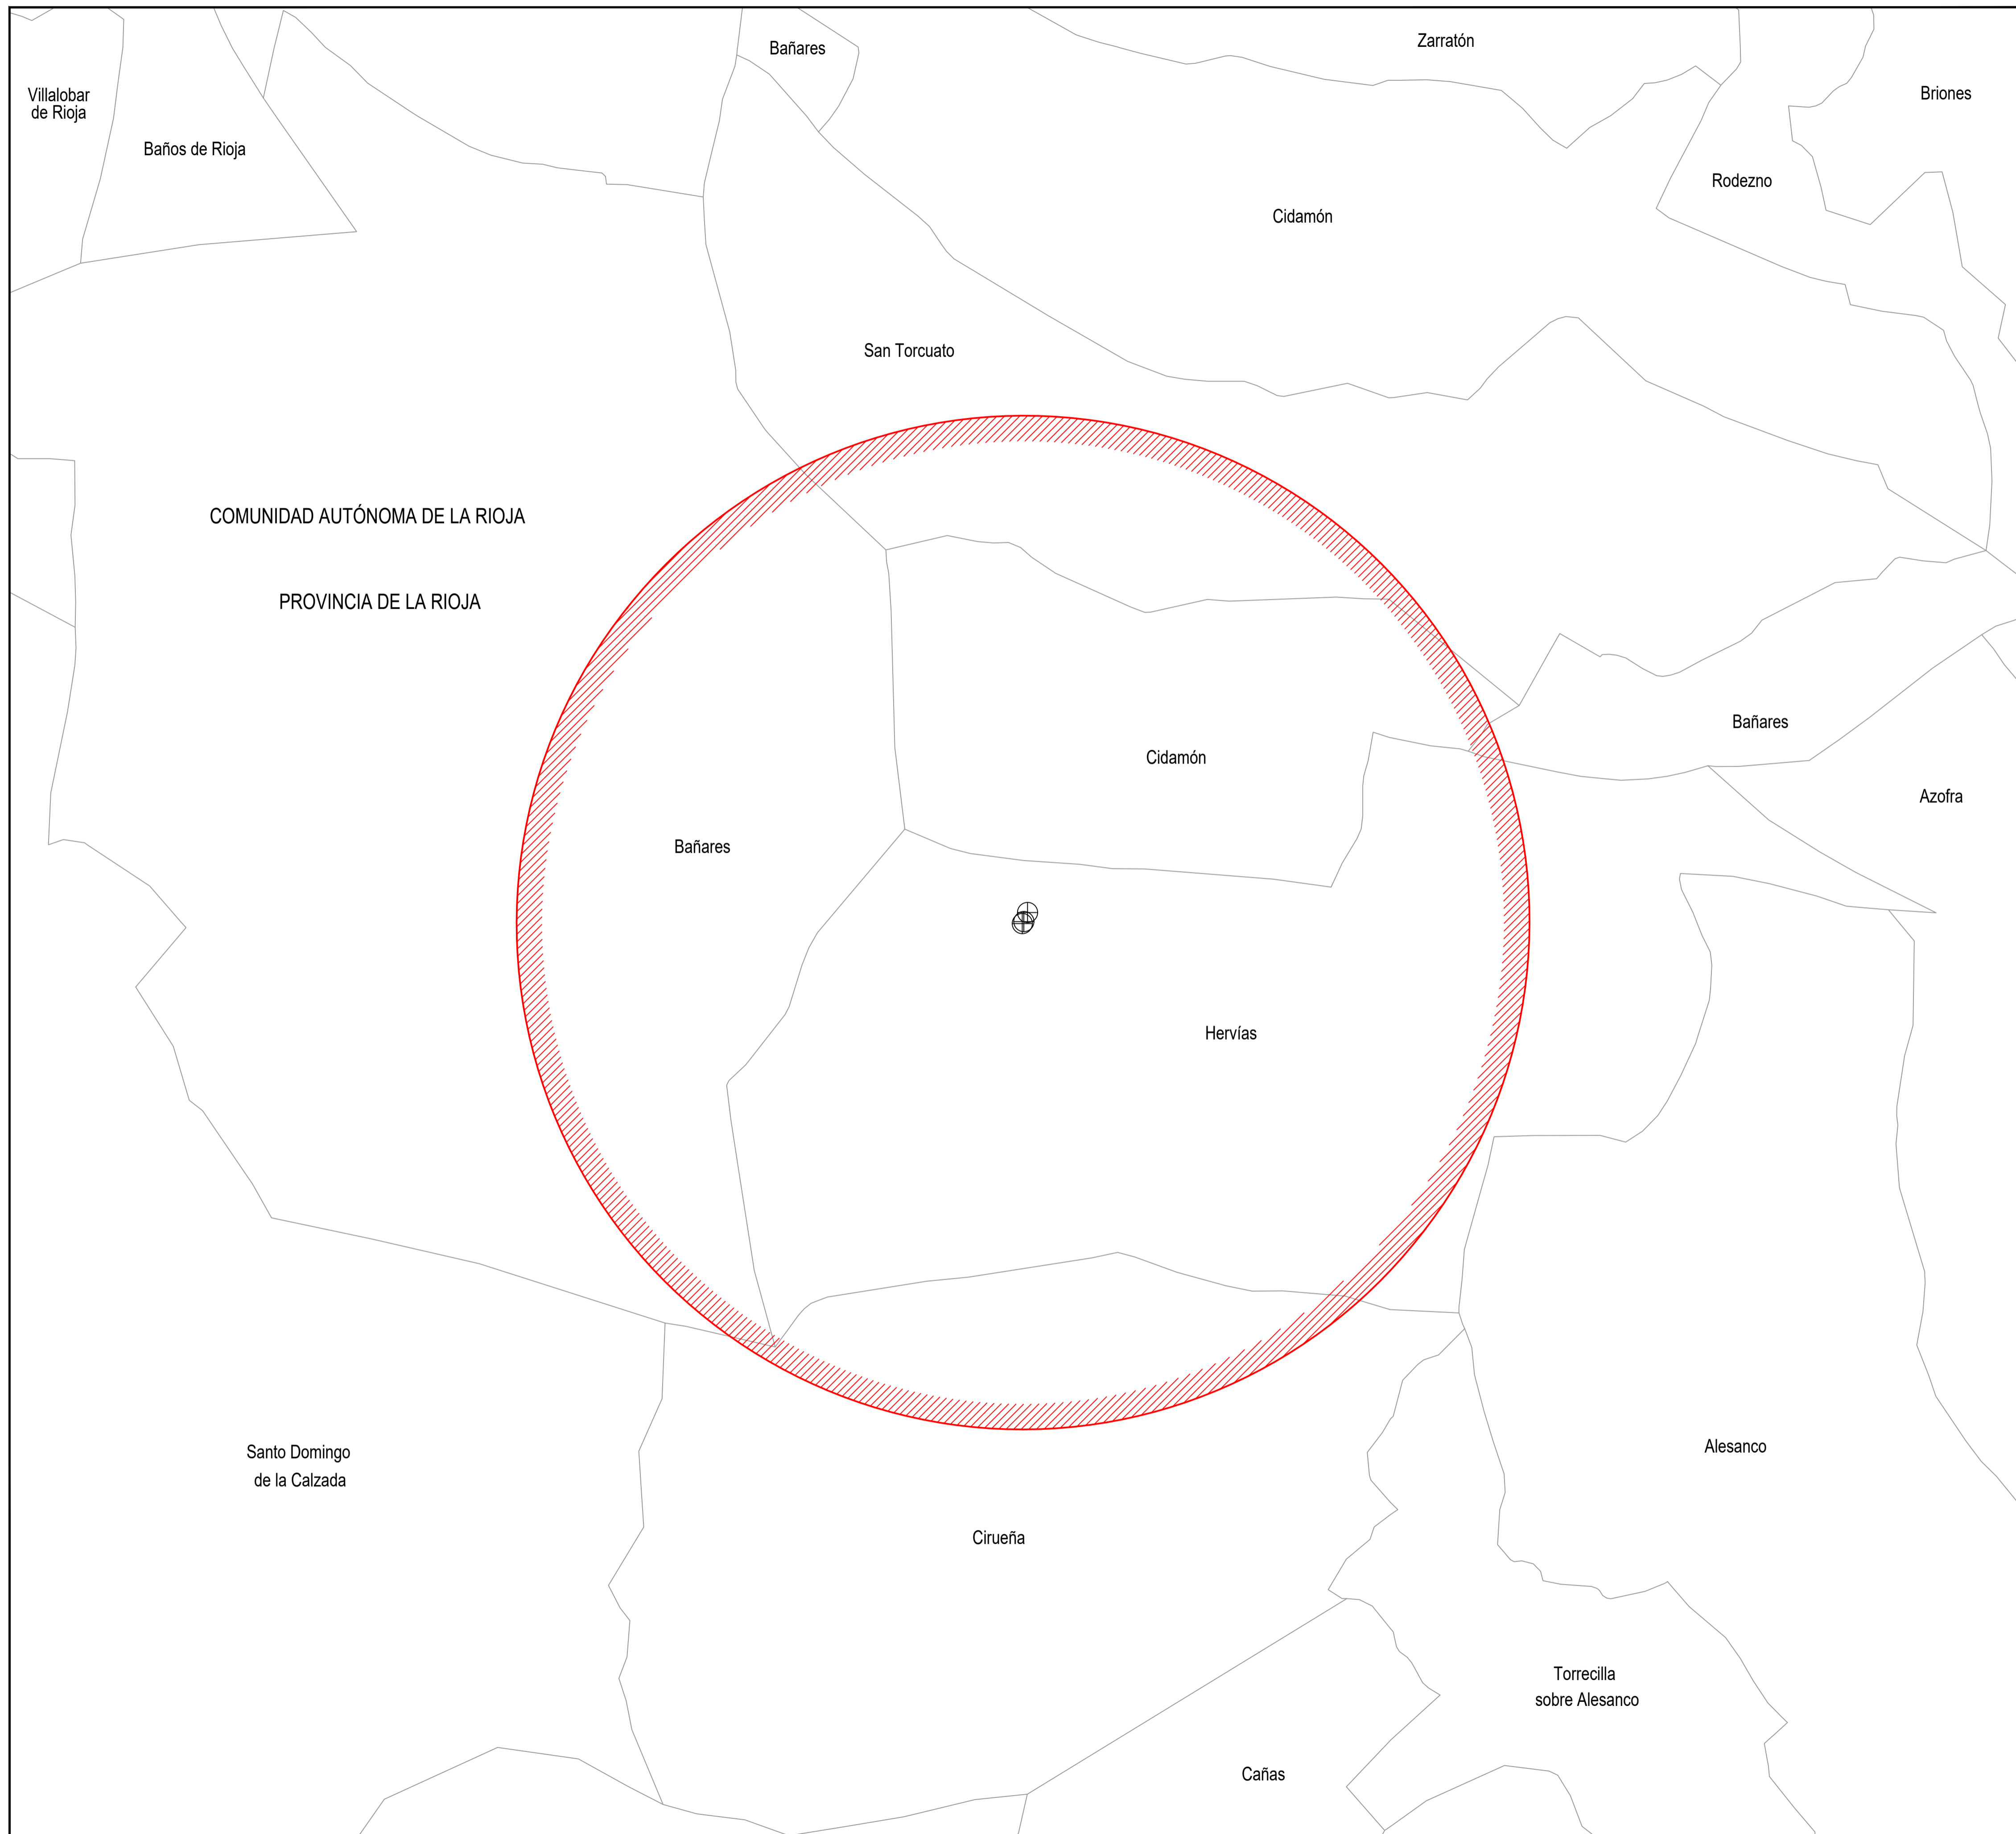 Zarratón
Bañares
Villalobar
de Rioja
Briones
Baños de Rioja
Rodezno
Cidamón
San Torcuato
COMUNIDAD AUTÓNOMA DE LA RIOJA
PROVINCIA DE LA RIOJA
Bañares
Cidamón
Azofra
Bañares
Hervías
Alesanco
Santo Domingo
de la Calzada
Cirueña
Torrecilla
sobre Alesanco
Cañas